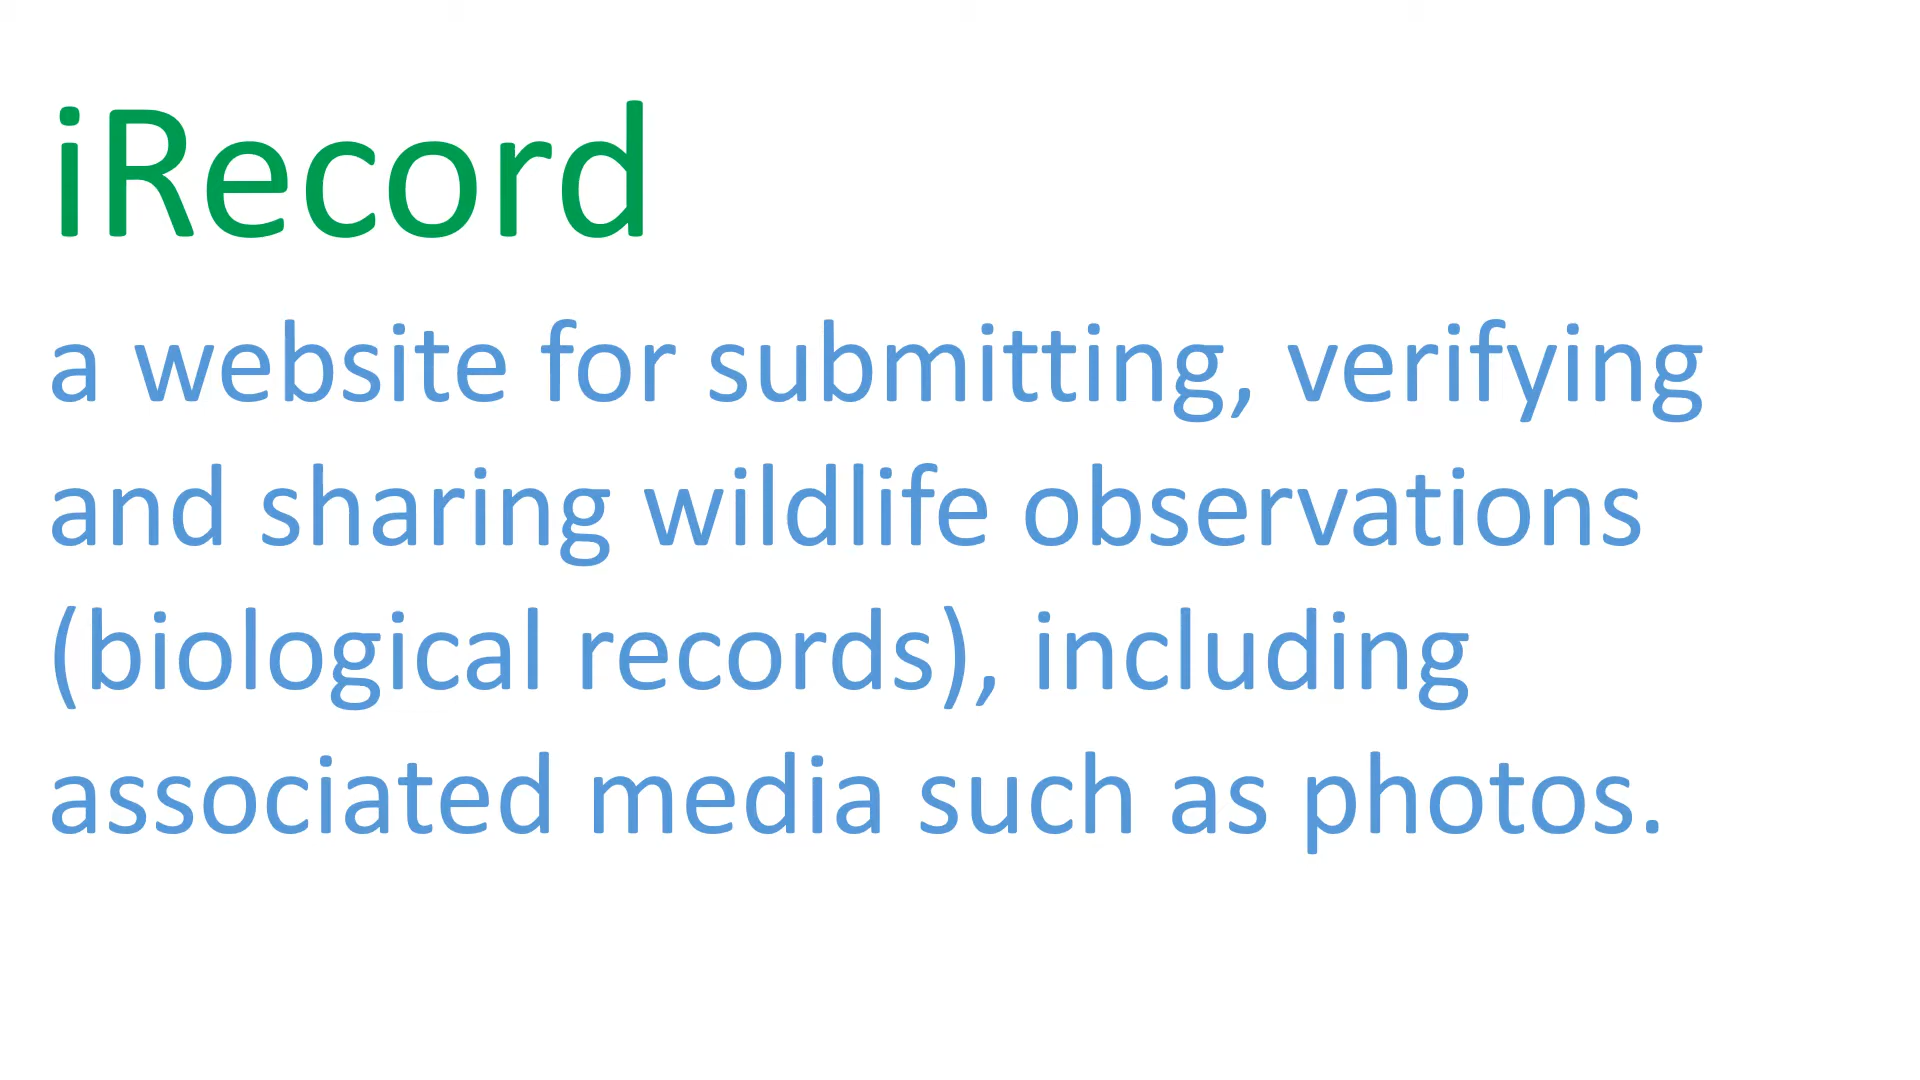 iRecord
a website for submitting, verifying
and sharing wildlife observations
(biological records), including
associated media such as photos.